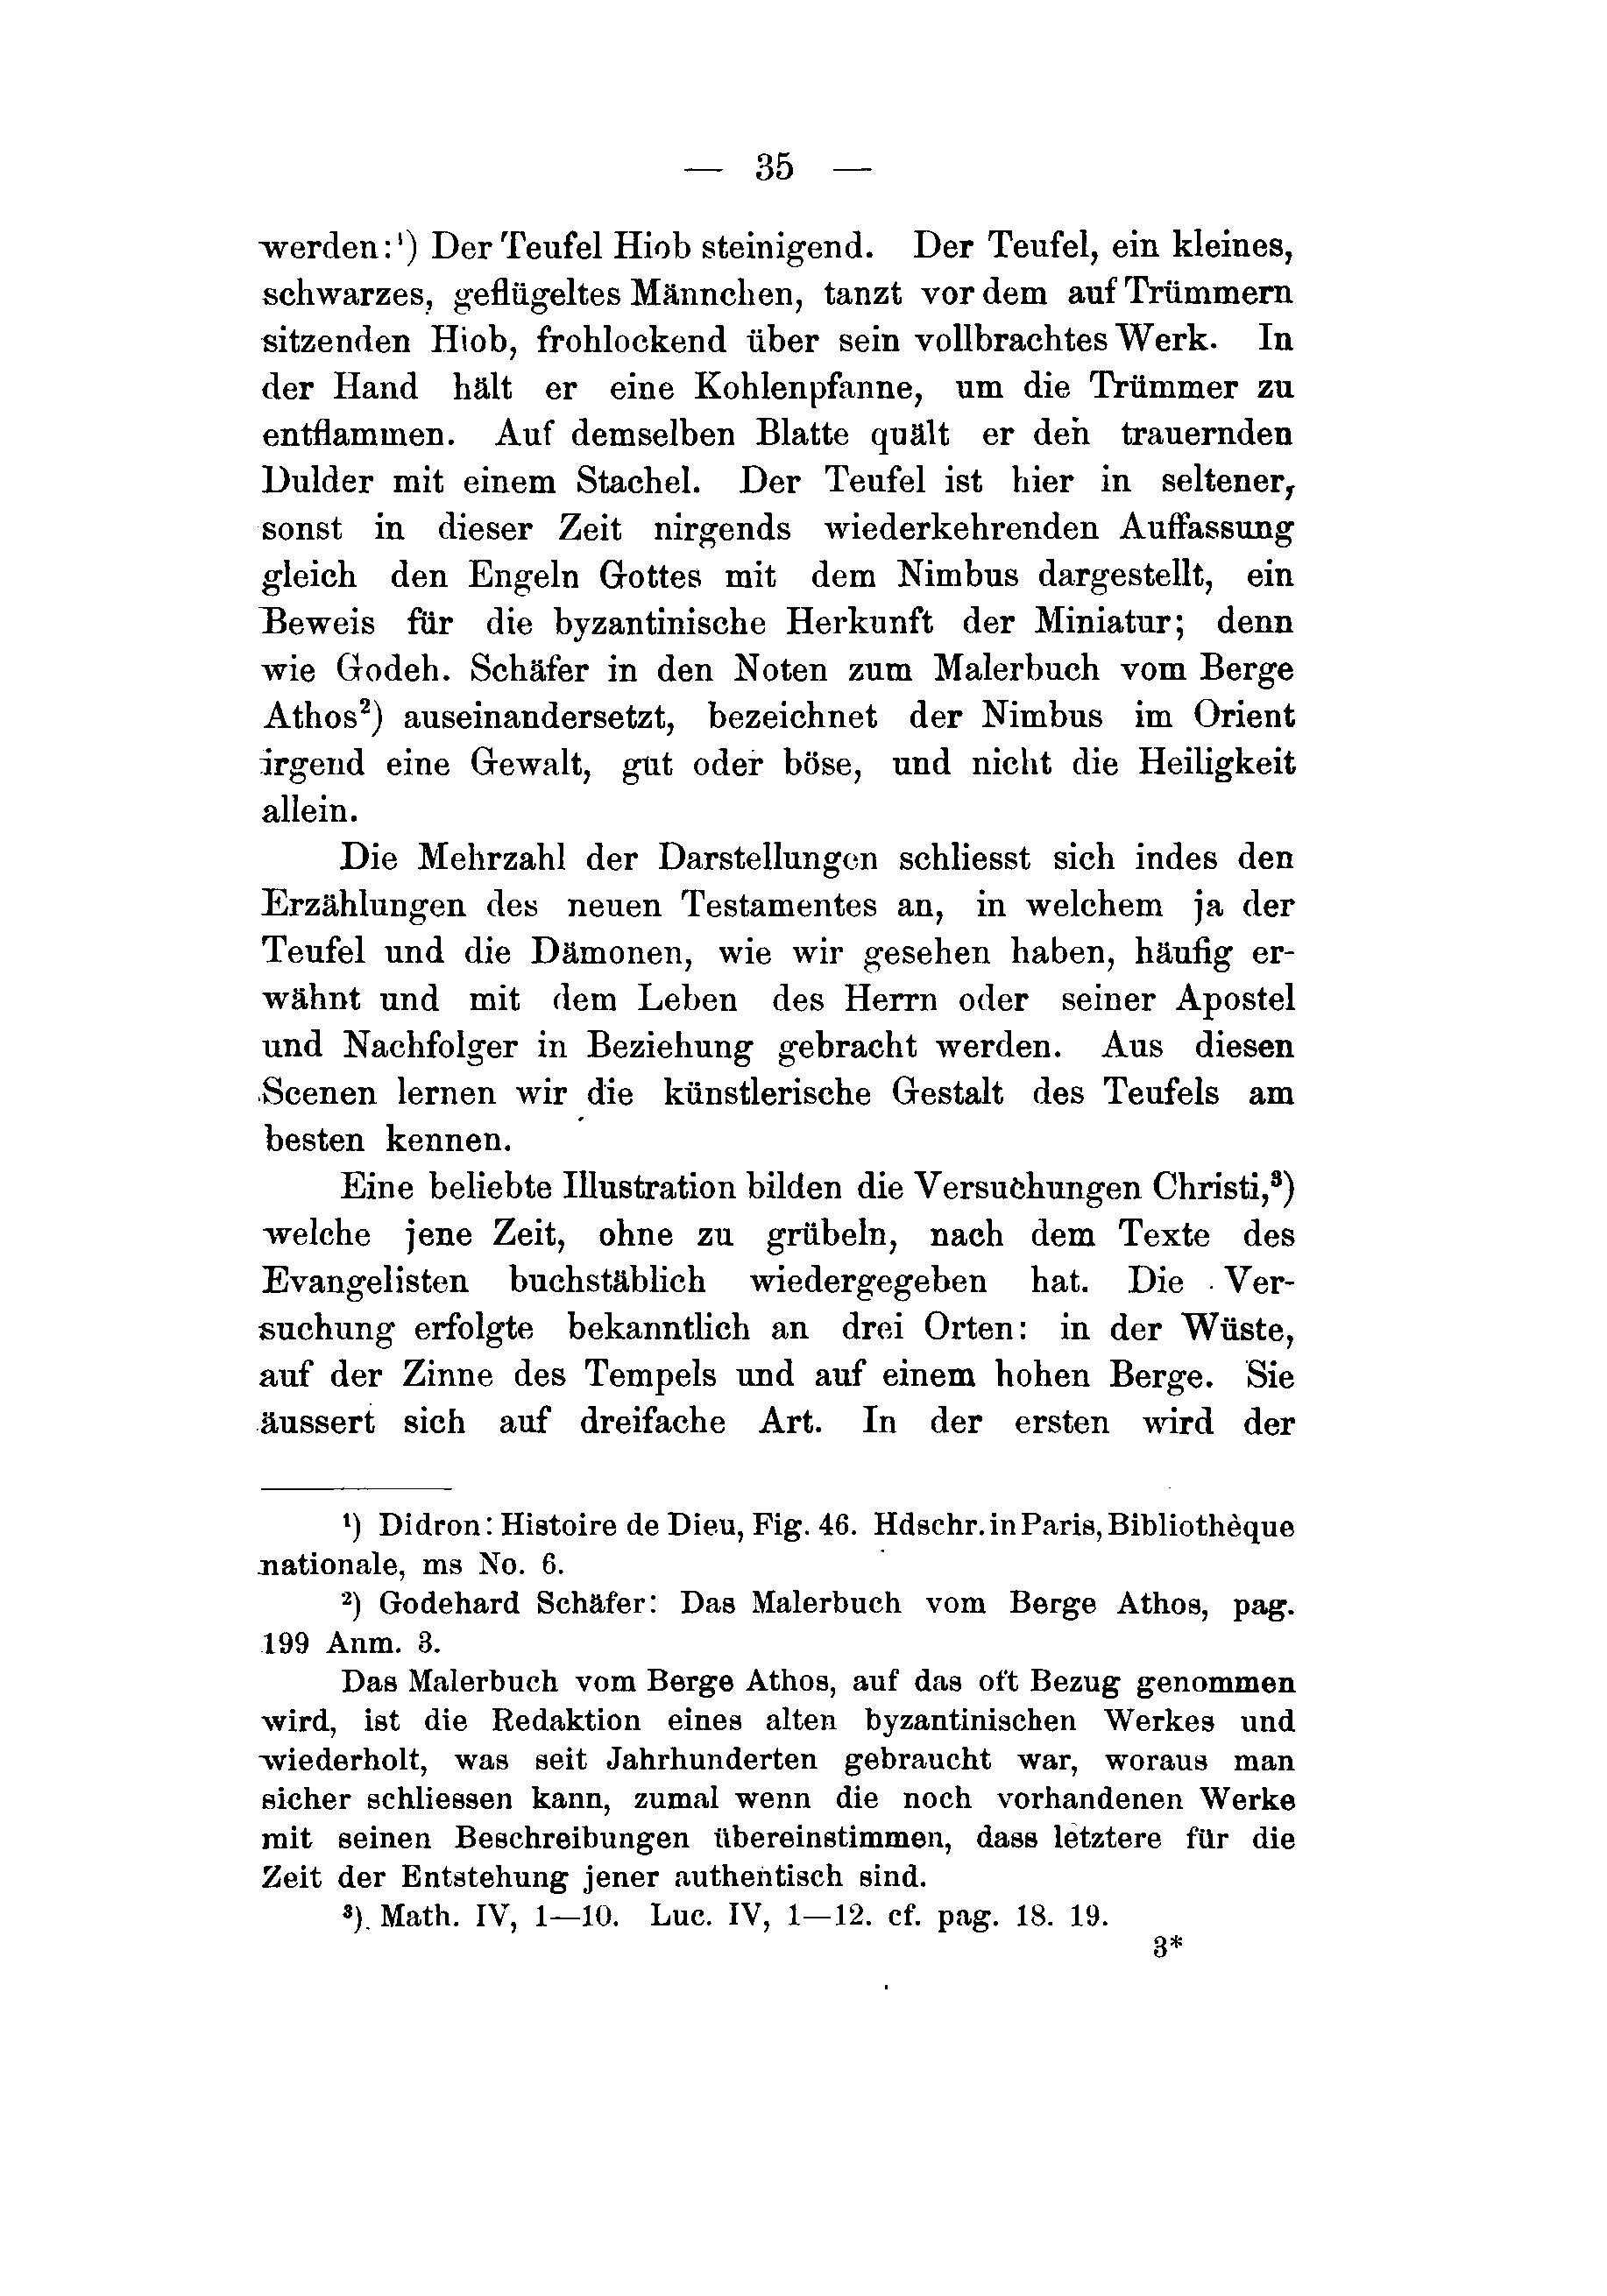 — 35 —
werden:¹) Der Teufel Hiob steinigend. Der Teufel, ein kleines,
schwarzes, geflügeltes Männchen, tanzt vor dem auf Trümmern
sitzenden Hiob, frohlockend über sein vollbrachtes Werk. In
der Hand hält er eine Kohlenpfanne, um die Trümmer zu
entflammen. Auf demselben Blatte quält er den trauernden
Dulder mit einem Stachel. Der Teufel ist hier in seltener,
sonst in dieser Zeit nirgends wiederkehrenden Auffassung
gleich den Engeln Gottes mit dem Nimbus dargestellt, ein
Beweis für die byzantinische Herkunft der Miniatur; denn
wie Godeh. Schäfer in den Noten zum Malerbuch vom Berge
Athos²) auseinandersetzt, bezeichnet der Nimbus im Orient
irgend eine Gewalt, gut oder böse, und nicht die Heiligkeit
allein.
Die Mehrzahl der Darstellungen schliesst sich indes den
Erzählungen des neuen Testamentes an, in welchem ja der
Teufel und die Dämonen, wie wir gesehen haben, häufig er-
wähnt und mit dem Leben des Herrn oder seiner Apostel
und Nachfolger in Beziehung gebracht werden. Aus diesen
Scenen lernen wir die künstlerische Gestalt des Teufels am
besten kennen.
Eine beliebte Illustration bilden die Versuchungen Christi,³)
welche jene Zeit, ohne zu grübeln, nach dem Texte des
Evangelisten buchstäblich wiedergegeben hat. Die Ver-
suchung erfolgte bekanntlich an drei Orten: in der Wüste,
auf der Zinne des Tempels und auf einem hohen Berge. Sie
äussert sich auf dreifache Art. In der ersten wird der
¹) Didron: Histoire de Dieu, Fig. 46. Hdschr. in Paris, Bibliothèque
nationale, ms No. 6.
²) Godehard Schäfer: Das Malerbuch vom Berge Athos, pag.
199 Anm. 3.
Das Malerbuch vom Berge Athos, auf das oft Bezug genommen
wird, ist die Redaktion eines alten byzantinischen Werkes und
wiederholt, was seit Jahrhunderten gebraucht war, woraus man
sicher schliessen kann, zumal wenn die noch vorhandenen Werke
mit seinen Beschreibungen übereinstimmen, dass letztere für die
Zeit der Entstehung jener authentisch sind.
³). Math. IV, 1—10. Luc. IV, 1—12. cf. pag. 18. 19.
3*